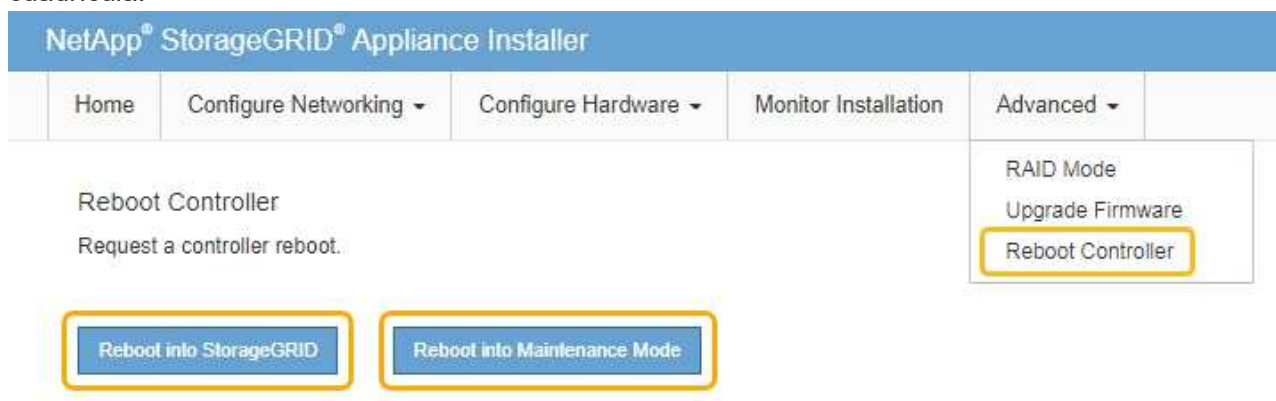 NetApp® StorageGRID® Appliance Installer
Home Configure Networking Configure Hardware Monitor Installation Advanced
RAID Mode
Upgrade Firmware
Reboot Controller
Reboot Controller
Request a controller reboot.
Reboot into StorageGRID Reboot into Maintenance Mode